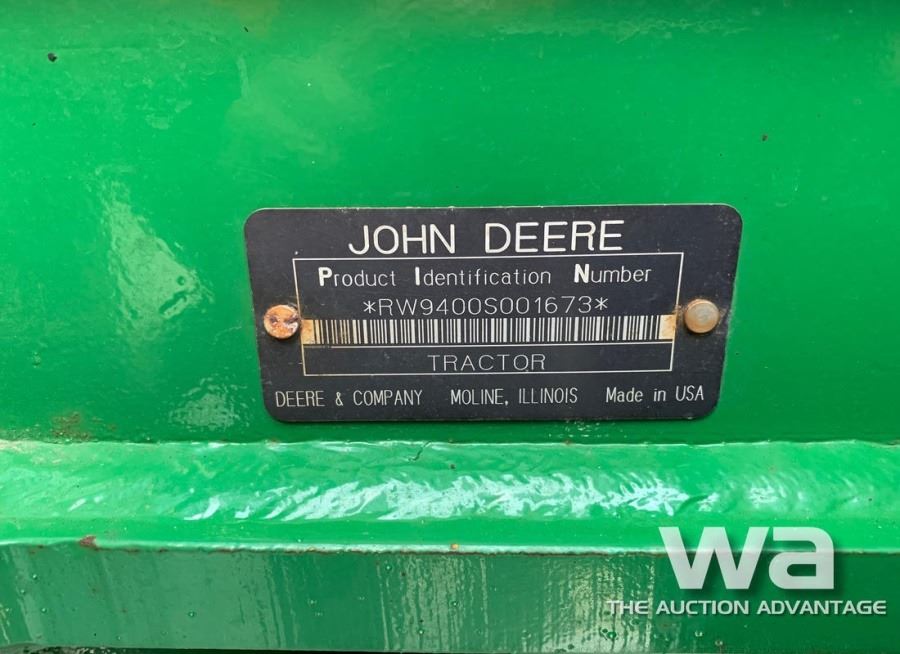 JOHN DEERE
Product Identification Number
*RW9400S001673*
TRACTOR
DEERE & COMPANY MOLINE, ILLINOIS Made in USA
wa
THE AUCTION ADVANTAGE